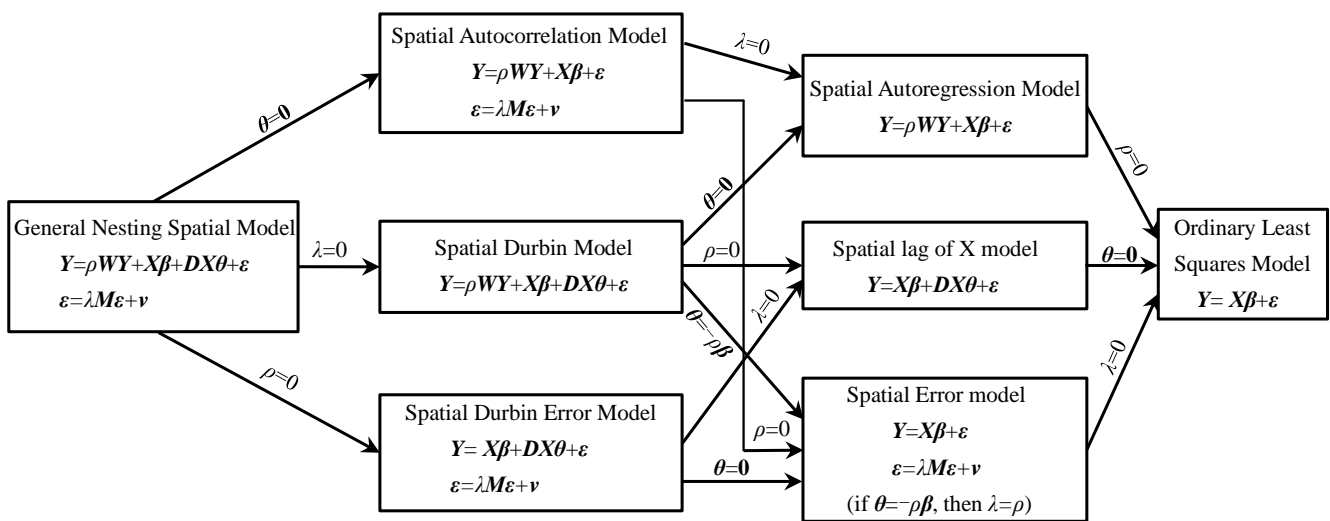 Spatial Autocorrelation Model
Y=ρWY+Xβ+ε
ε=λMε+v
λ=0
Spatial Autoregression Model
Y=ρWY+Xβ+ε
θ=0
ρ=0
General Nesting Spatial Model
Y=ρWY+Xβ+DXθ+ε
ε=λMε+v
λ=0
Spatial Durbin Model
Y=ρWY+Xβ+DXθ+ε
θ=0
ρ=0
Spatial lag of X model
Y=Xβ+DXθ+ε
θ=0
Ordinary Least
Squares Model
Y= Xβ+ε
λ=0
θ=−ρβ
ρ=0
Spatial Durbin Error Model
Y= Xβ+DXθ+ε
ε=λMε+v
ρ=0
θ=0
Spatial Error model
Y=Xβ+ε
ε=λMε+v
(if θ=−ρβ, then λ=ρ)
λ=0